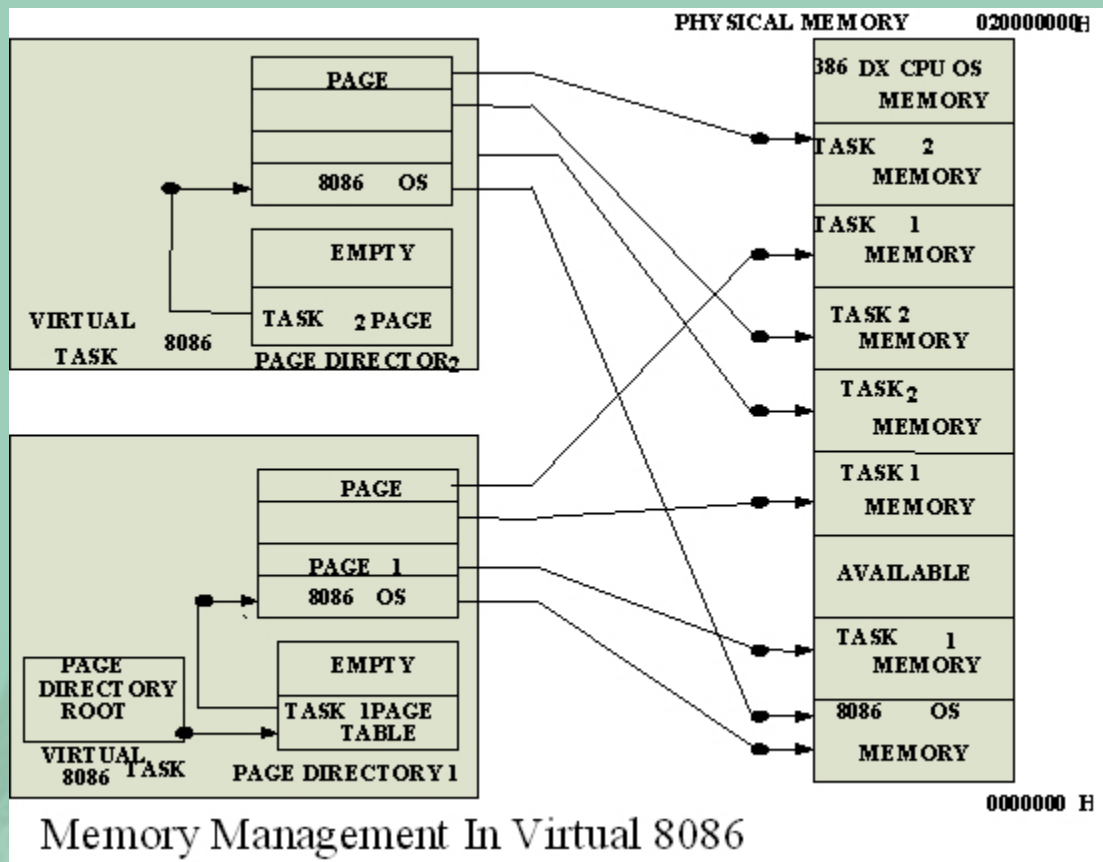 PHYSICAL MEMORY 020000000H
PAGE
8086 OS
EMPTY
TASK 2 PAGE
VIRTUAL
8086
TASK
PAGE DIRECTOR2
PAGE
PAGE 1
8086 OS
EMPTY
TASK 1PAGE
TABLE
PAGE
DIRECTORY
ROOT
VIRTUAL
8086 TASK
PAGE DIRECTORY 1
386 DX CPU OS
MEMORY
TASK 2
MEMORY
TASK 1
MEMORY
TASK 2
MEMORY
TASK 2
MEMORY
TASK 1
MEMORY
AVAILABLE
TASK 1
MEMORY
8086 OS
MEMORY
0000000 H
Memory Management In Virtual 8086